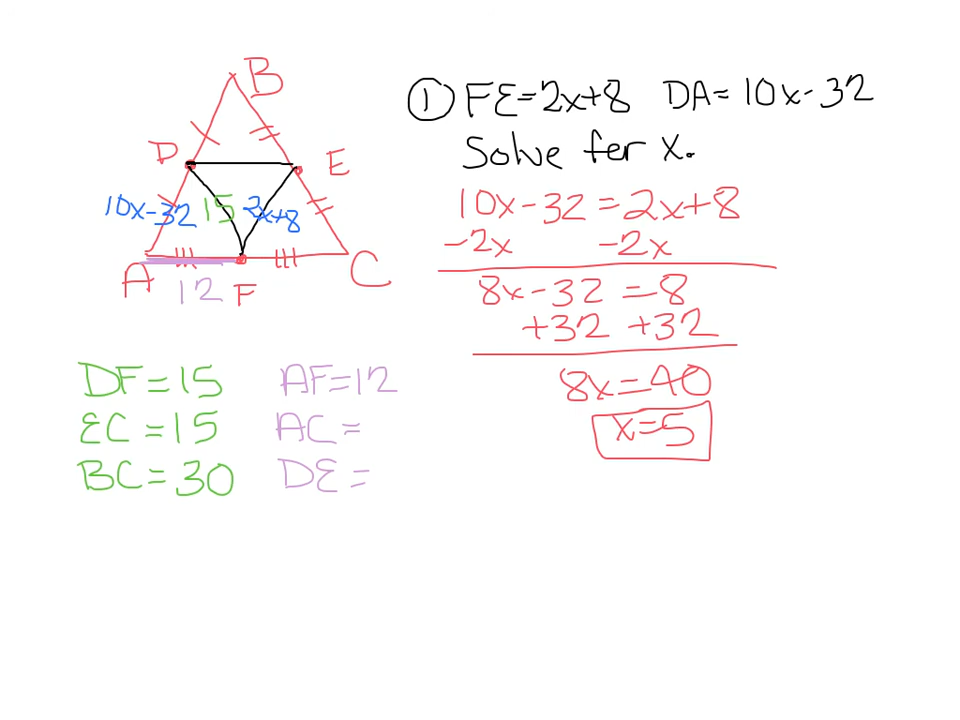 B
① FE=2x+8 DA=10x-32
Solve for x.
D E
10x-32 15 2x+8
A 12 F C
10x-32=2x+8
-2x -2x
8x-32=8
+32 +32
8x=40
x=5
DF=15 AF=12
EC=15 AC=
BC=30 DE=